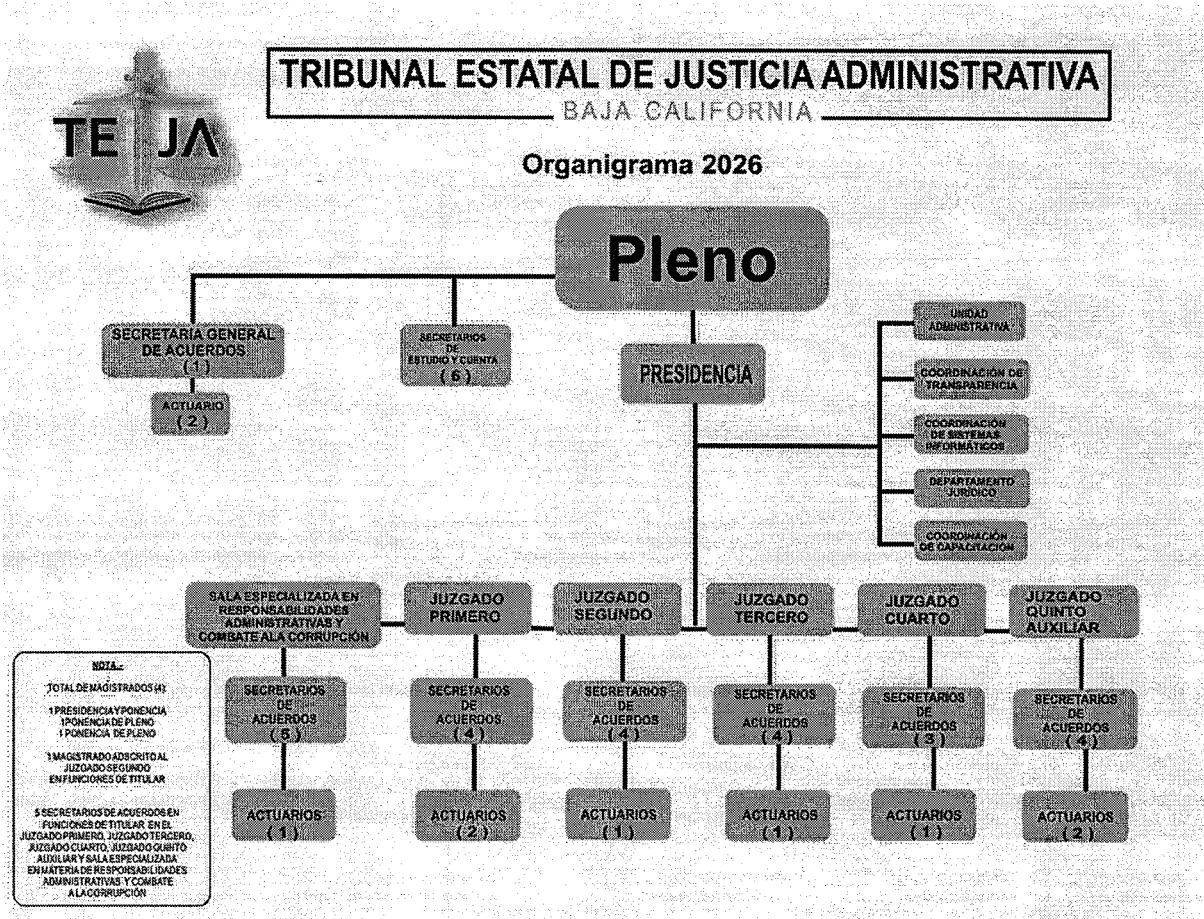 TEJA
TRIBUNAL ESTATAL DE JUSTICIA ADMINISTRATIVA
BAJA CALIFORNIA
Organigrama 2026
Pleno
SECRETARIA GENERAL
DE ACUERDOS
( 1 )
ACTUARIO
( 2 )
SECRETARIOS
DE
ESTUDIO Y CUENTA
( 6 )
PRESIDENCIA
UNIDAD
ADMINISTRATIVA
COORDINACIÓN DE
TRANSPARENCIA
COORDINACIÓN
DE SISTEMAS
INFORMÁTICOS
DEPARTAMENTO
JURÍDICO
COORDINACIÓN
DE CAPACITACIÓN
SALA ESPECIALIZADA EN
RESPONSABILIDADES
ADMINISTRATIVAS Y
COMBATE ALA CORRUPCIÓN
SECRETARIOS
DE
ACUERDOS
( 5 )
ACTUARIOS
( 1 )
JUZGADO
PRIMERO
SECRETARIOS
DE
ACUERDOS
( 4 )
ACTUARIOS
( 2 )
JUZGADO
SEGUNDO
SECRETARIOS
DE
ACUERDOS
( 4 )
ACTUARIOS
( 1 )
JUZGADO
TERCERO
SECRETARIOS
DE
ACUERDOS
( 4 )
ACTUARIOS
( 1 )
JUZGADO
CUARTO
SECRETARIOS
DE
ACUERDOS
( 3 )
ACTUARIOS
( 1 )
JUZGADO
QUINTO
AUXILIAR
SECRETARIOS
DE
ACUERDOS
( 4 )
ACTUARIOS
( 2 )
NOTA.-
TOTAL DE MAGISTRADOS (4):
1 PRESIDENCIA Y PONENCIA
1 PONENCIA DE PLENO
1 PONENCIA DE PLENO
1 MAGISTRADO ADSCRITO AL
JUZGADO SEGUNDO
EN FUNCIONES DE TITULAR
5 SECRETARIOS DE ACUERDOS EN
FUNCIONES DE TITULAR EN EL
JUZGADO PRIMERO, JUZGADO TERCERO,
JUZGADO CUARTO, JUZGADO QUINTO
AUXILIAR Y SALA ESPECIALIZADA
EN MATERIA DE RESPONSABILIDADES
ADMINISTRATIVAS Y COMBATE
A LA CORRUPCIÓN